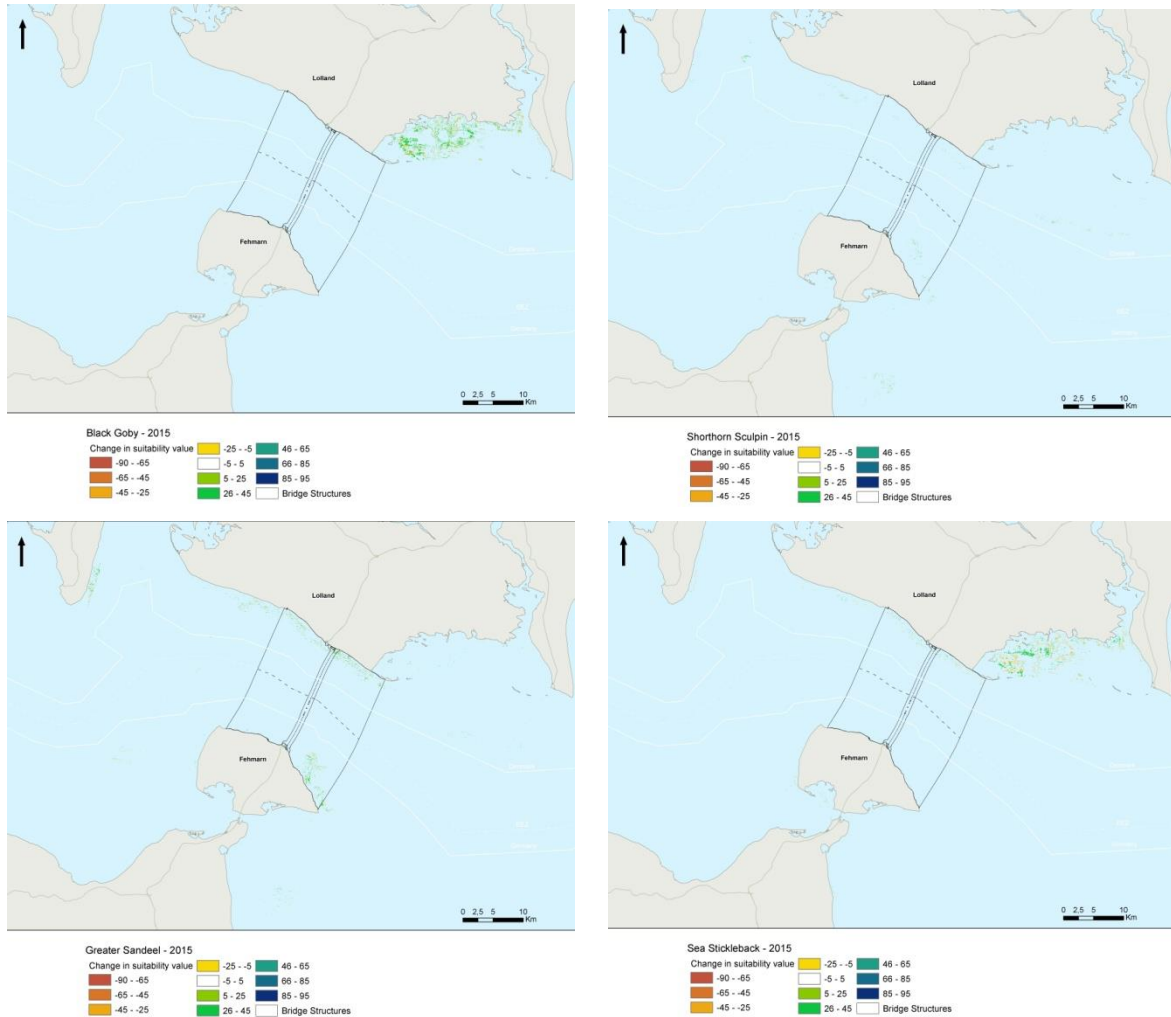 Lolland
Fehmarn
0 2,5 5 10
Km
Black Goby - 2015
Change in suitability value
-90 - -65
-65 - -45
-45 - -25
-25 - -5
-5 - 5
5 - 25
26 - 45
46 - 65
66 - 85
85 - 95
Bridge Structures
Lolland
Fehmarn
0 2,5 5 10
Km
Shorthorn Sculpin - 2015
Change in suitability value
-90 - -65
-65 - -45
-45 - -25
-25 - -5
-5 - 5
5 - 25
26 - 45
46 - 65
66 - 85
85 - 95
Bridge Structures
Lolland
Fehmarn
0 2,5 5 10
Km
Greater Sandeel - 2015
Change in suitability value
-90 - -65
-65 - -45
-45 - -25
-25 - -5
-5 - 5
5 - 25
26 - 45
46 - 65
66 - 85
85 - 95
Bridge Structures
Lolland
Fehmarn
0 2,5 5 10
Km
Sea Stickleback - 2015
Change in suitability value
-90 - -65
-65 - -45
-45 - -25
-25 - -5
-5 - 5
5 - 25
26 - 45
46 - 65
66 - 85
85 - 95
Bridge Structures